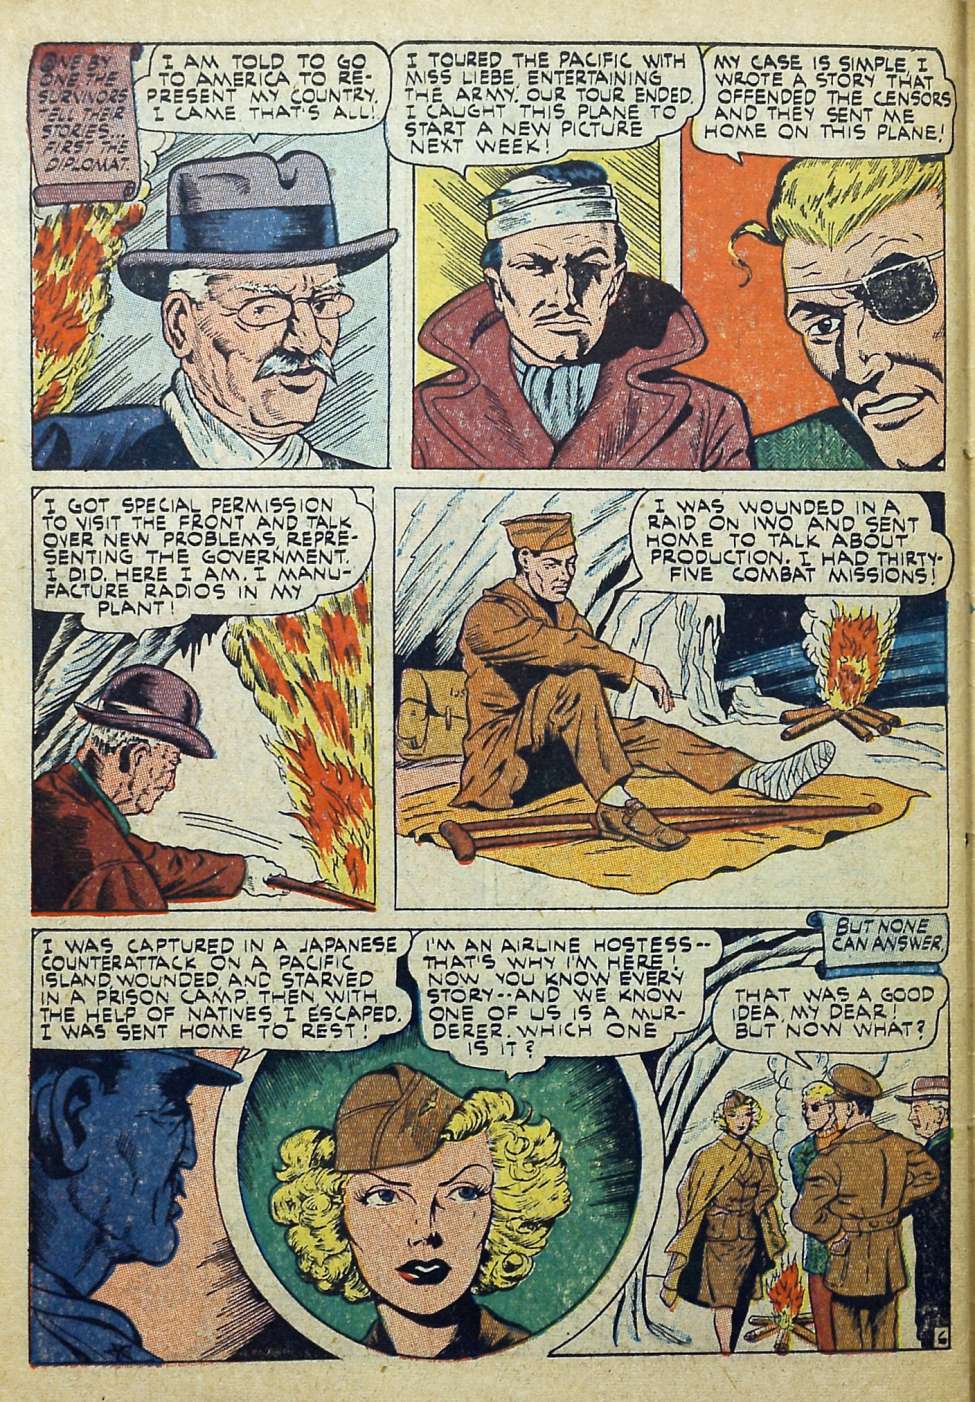 ONE BY
ONE THE
SURVIVORS
TELL THEIR
STORIES...
FIRST THE
DIPLOMAT.
I AM TOLD TO GO
TO AMERICA TO RE-
PRESENT MY COUNTRY.
I CAME. THAT'S ALL!
I TOURED THE PACIFIC WITH
MISS LIEBE, ENTERTAINING
THE ARMY. OUR TOUR ENDED.
I CAUGHT THIS PLANE TO
START A NEW PICTURE
NEXT WEEK!
MY CASE IS SIMPLE. I
WROTE A STORY THAT
OFFENDED THE CENSORS
AND THEY SENT ME
HOME ON THIS PLANE!
I GOT SPECIAL PERMISSION
TO VISIT THE FRONT AND TALK
OVER NEW PROBLEMS, REPRE-
SENTING THE GOVERNMENT.
I DID. HERE I AM. I MANU-
FACTURE RADIOS IN MY
PLANT!
I WAS WOUNDED IN A
RAID ON IWO AND SENT
HOME TO TALK ABOUT
PRODUCTION. I HAD THIRTY-
FIVE COMBAT MISSIONS!
I WAS CAPTURED IN A JAPANESE
COUNTERATTACK ON A PACIFIC
ISLAND, WOUNDED AND STARVED
IN A PRISON CAMP. THEN, WITH
THE HELP OF NATIVES, I ESCAPED.
I WAS SENT HOME TO REST!
I'M AN AIRLINE HOSTESS--
THAT'S WHY I'M HERE!
NOW YOU KNOW EVERY
STORY--AND WE KNOW
ONE OF US IS A MUR-
DERER. WHICH ONE
IS IT?
BUT NONE
CAN ANSWER.
THAT WAS A GOOD
IDEA, MY DEAR!
BUT NOW WHAT?
6